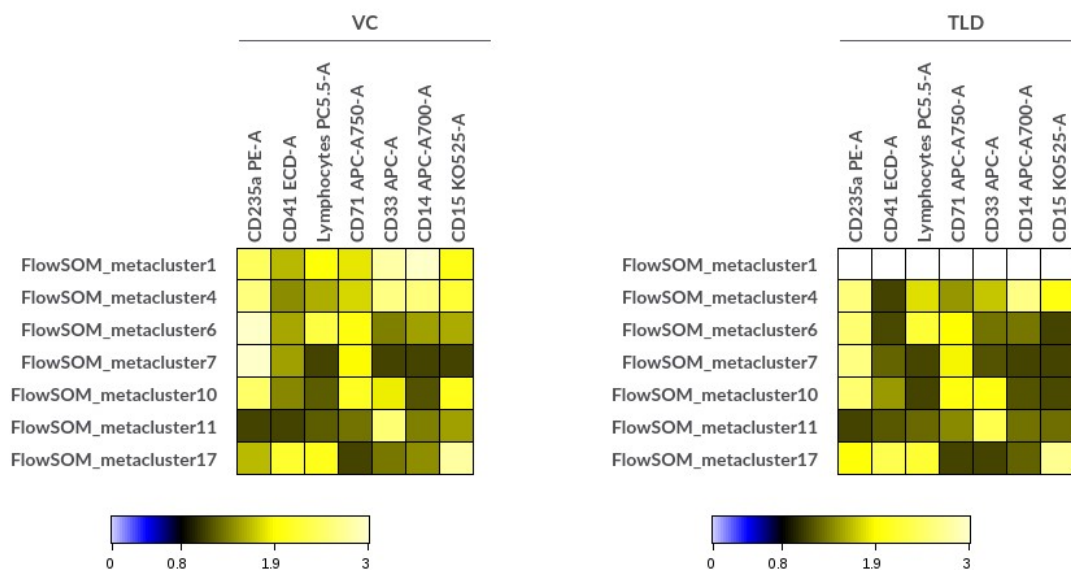 VC
CD235a PE-A
CD41 ECD-A
Lymphocytes PC5.5-A
CD71 APC-A750-A
CD33 APC-A
CD14 APC-A700-A
CD15 KO525-A
FlowSOM_metacluster1
FlowSOM_metacluster4
FlowSOM_metacluster6
FlowSOM_metacluster7
FlowSOM_metacluster10
FlowSOM_metacluster11
FlowSOM_metacluster17
0 0.8 1.9 3
TLD
CD235a PE-A
CD41 ECD-A
Lymphocytes PC5.5-A
CD71 APC-A750-A
CD33 APC-A
CD14 APC-A700-A
CD15 KO525-A
FlowSOM_metacluster1
FlowSOM_metacluster4
FlowSOM_metacluster6
FlowSOM_metacluster7
FlowSOM_metacluster10
FlowSOM_metacluster11
FlowSOM_metacluster17
0 0.8 1.9 3